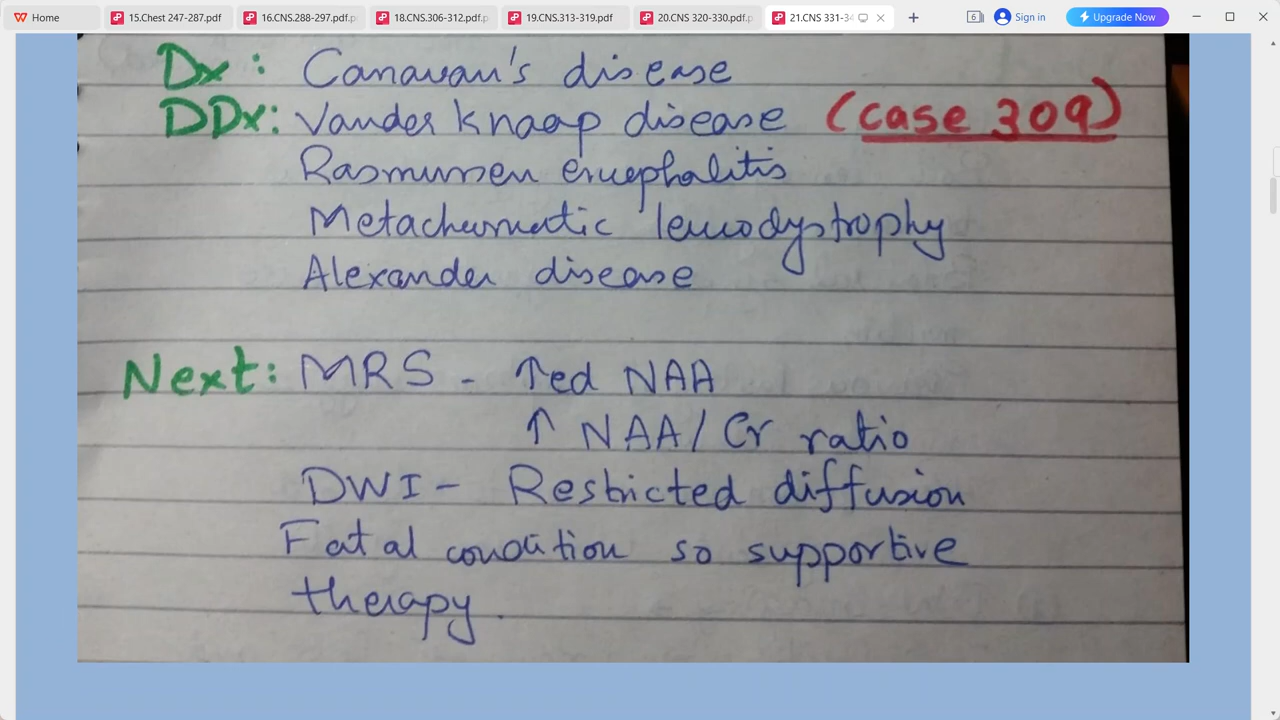 Home 15.Chest 247-287.pdf 16.CNS.288-297.pdf.p 18.CNS306-312.pdf.p 19.CNS.313-319.pdf 20.CNS 320-330.pdf.p 21.CNS 331-34 6 Sign in Upgrade Now
Dx : Canavan's disease
DDx: Vander Knaap disease (case 309)
Rasmussen encephalitis
Metachromatic leucodystrophy
Alexander disease
Next: MRS - ↑ed NAA
↑ NAA/Cr ratio
DWI - Restricted diffusion
Fatal condition so supportive
therapy.